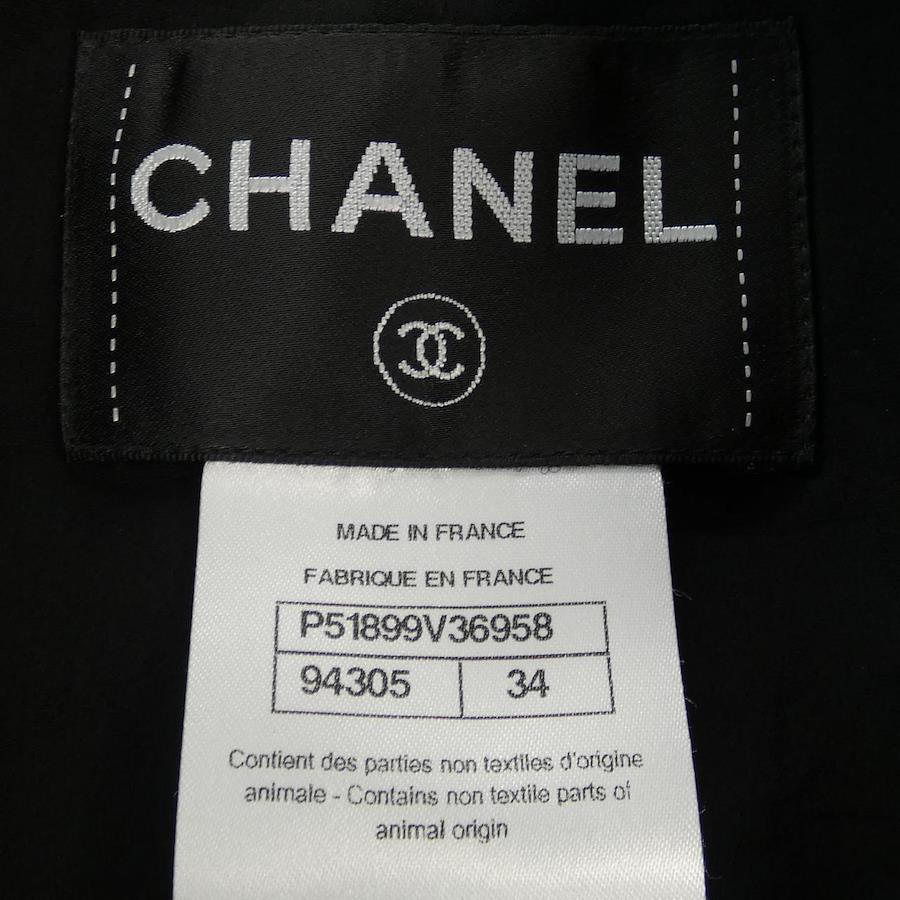 CHANEL
MADE IN FRANCE
FABRIQUE EN FRANCE
P51899V36958
94305 34
Contient des parties non textiles d'origine
animale - Contains non textile parts of
animal origin